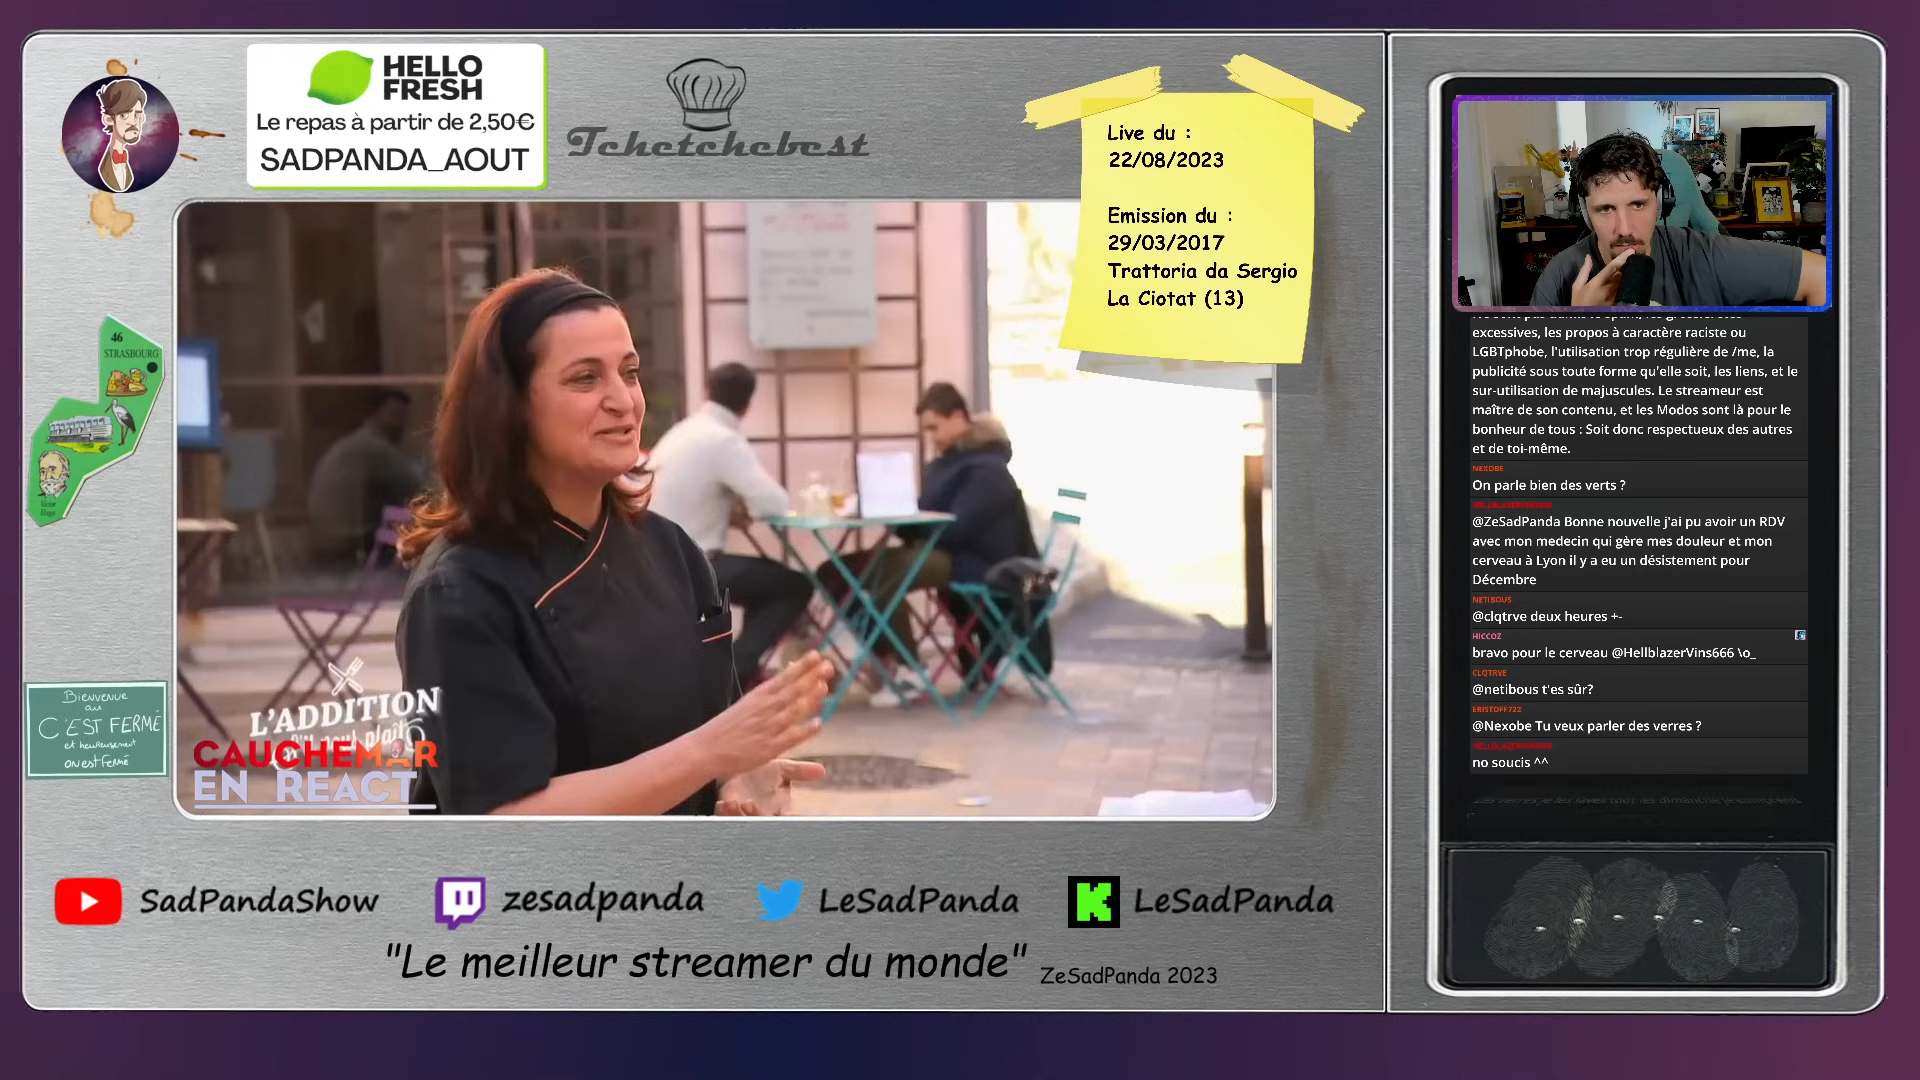 HELLO
FRESH
Le repas à partir de 2,50€
SADPANDA_AOUT
Tchetchebest
Live du :
22/08/2023
Emission du :
29/03/2017
Trattoria da Sergio
La Ciotat (13)
46
STRASBOURG
Victor
Hugo
Bienvenue
au
C'EST FERMÉ
et heureusement
on est fermé
L'ADDITION
s'il vous plaît
CAUCHEMAR
EN REACT
excessives, les propos à caractère raciste ou
LGBTphobe, l'utilisation trop régulière de /me, la
publicité sous toute forme qu'elle soit, les liens, et le
sur-utilisation de majuscules. Le streameur est
maître de son contenu, et les Modos sont là pour le
bonheur de tous : Soit donc respectueux des autres
et de toi-même.
NEXOBE
On parle bien des verts ?
HELLBLAZERVINS666
@ZeSadPanda Bonne nouvelle j'ai pu avoir un RDV
avec mon medecin qui gère mes douleur et mon
cerveau à Lyon il y a eu un désistement pour
Décembre
NETIBOUS
@clqtrve deux heures +-
HICCOZ
bravo pour le cerveau @HellblazerVins666 \o_
CLQTRVE
@netibous t'es sûr?
ERISTOFF722
@Nexobe Tu veux parler des verres ?
HELLBLAZERVINS666
no soucis ^^
SadPandaShow
zesadpanda
LeSadPanda
LeSadPanda
"Le meilleur streamer du monde"
ZeSadPanda 2023